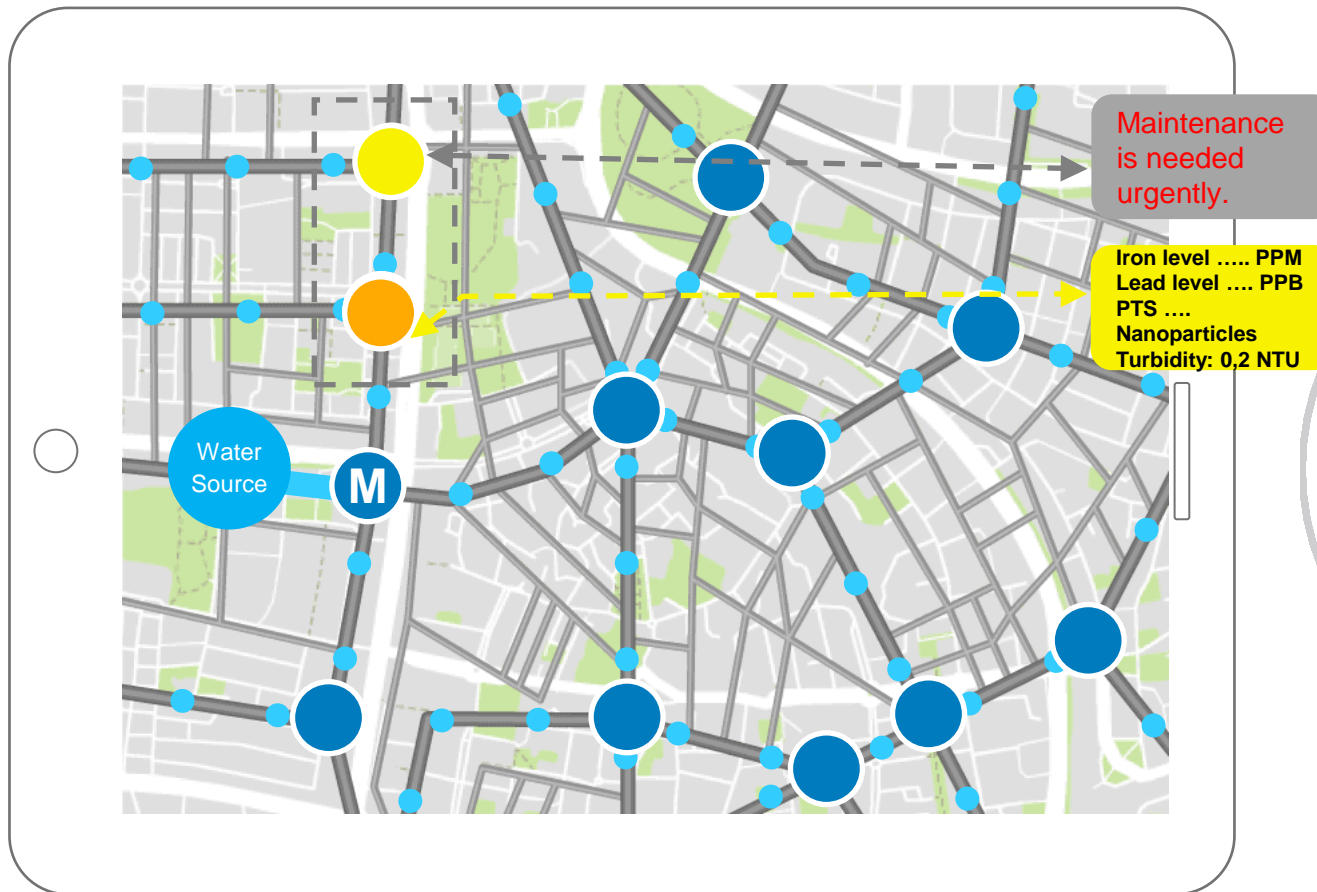 Maintenance
is needed
urgently.
Iron level ….. PPM
Lead level …. PPB
PTS ….
Nanoparticles
Turbidity: 0,2 NTU
Water
Source
M